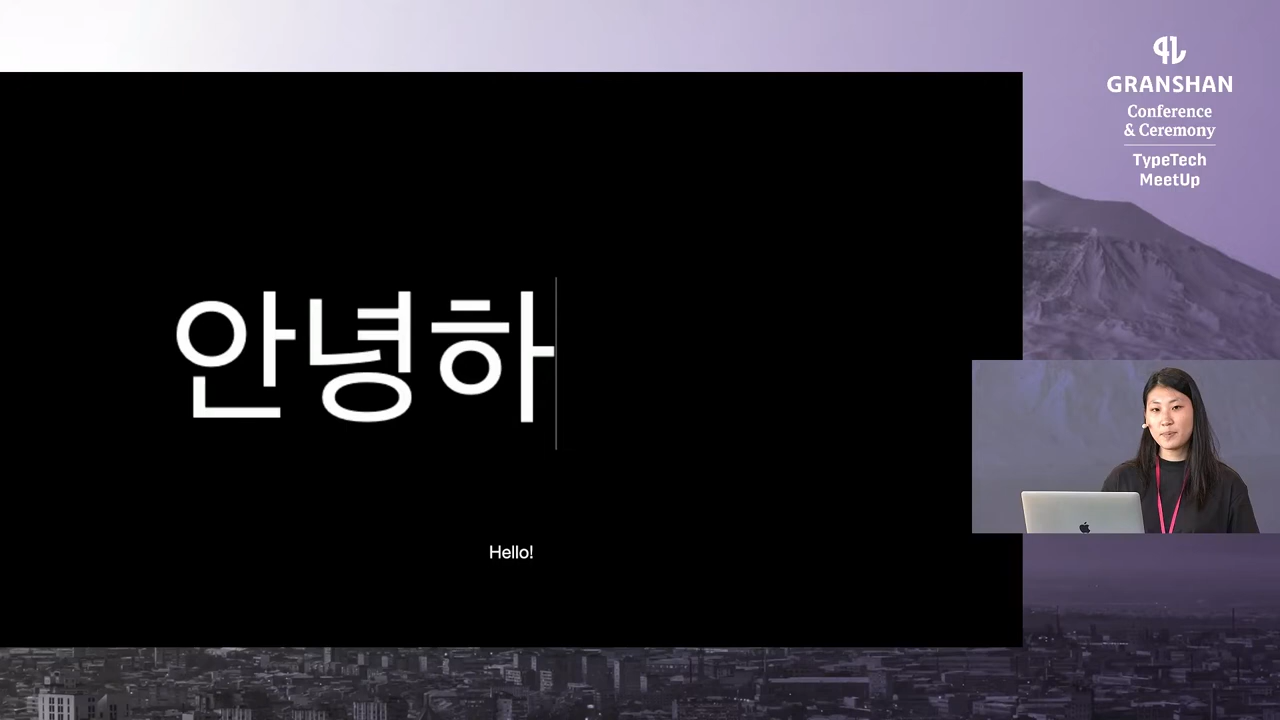 GRANSHAN
Conference
& Ceremony
TypeTech
MeetUp
안녕하
Hello!